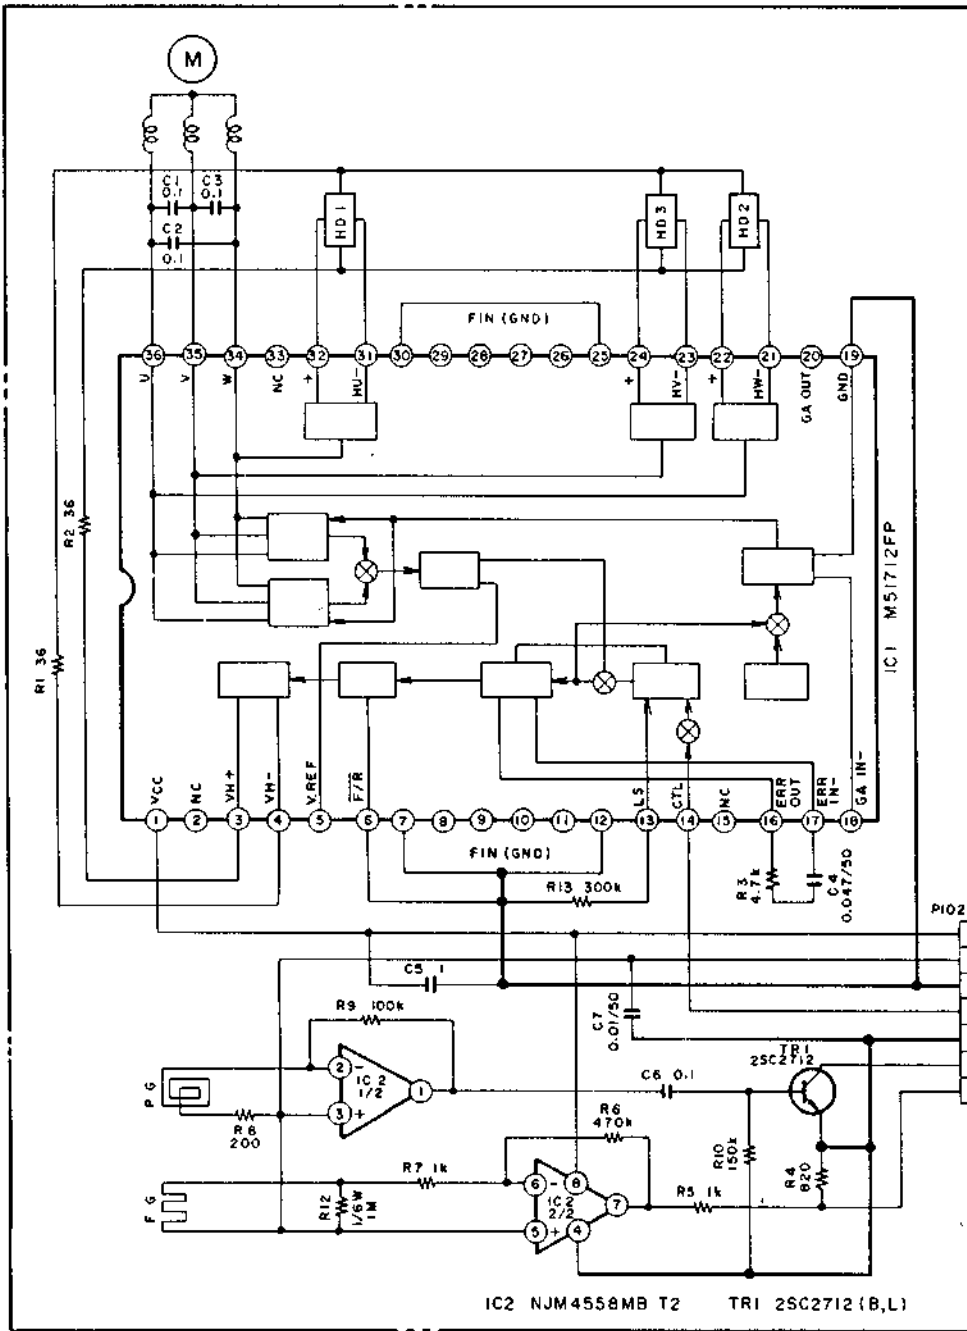 M
C1
0.1
C3
0.1
C2
0.1
HD1
HD3
HD2
FIN (GND)
36 35 34 33 32 31 30 29 28 27 26 25 24 23 22 21 20 19
U V W NC + HU- + HV- + HW- GA OUT GND
R2 36
R1 36
IC1 M51712FP
VCC NC VH+ VH- V.REF F/R LS CTL NC ERR OUT ERR IN- GA IN-
1 2 3 4 5 6 7 8 9 10 11 12 13 14 15 16 17 18
FIN (GND)
R13 300k
R3
4.7k
C4
0.047/50
P102
C5 1
C7
0.01/50
R9 100k
TR1
2SC2712
2 -
IC2
1/2
1
3 +
C6 0.1
PG
R8
200
R6
470k
R10
150k
R4
820
R7 1k
FG
R12
1/6W
1M
6 -
8
IC2
2/2
7
5 +
4
R5 1k
IC2 NJM4558MB T2 TR1 2SC2712 (B,L)